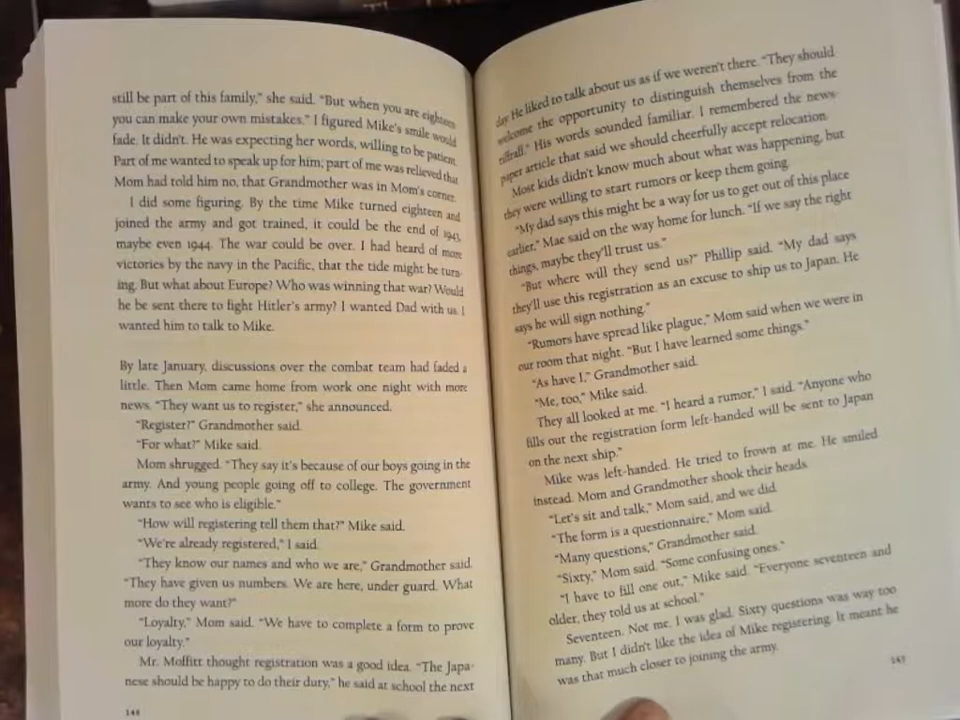 still be part of this family," she said. "But when you are eighteen
you can make your own mistakes." I figured Mike's smile would
fade. It didn't. He was expecting her words, willing to be patient.
Part of me wanted to speak up for him; part of me was relieved that
Mom had told him no, that Grandmother was in Mom's corner.
I did some figuring. By the time Mike turned eighteen and
joined the army and got trained, it could be the end of 1943,
maybe even 1944. The war could be over. I had heard of more
victories by the navy in the Pacific, that the tide might be turn-
ing. But what about Europe? Who was winning that war? Would
he be sent there to fight Hitler's army? I wanted Dad with us. I
wanted him to talk to Mike.
By late January, discussions over the combat team had faded a
little. Then Mom came home from work one night with more
news. "They want us to register," she announced.
"Register?" Grandmother said.
"For what?" Mike said.
Mom shrugged. "They say it's because of our boys going in the
army. And young people going off to college. The government
wants to see who is eligible."
"How will registering tell them that?" Mike said.
"We're already registered," I said.
"They know our names and who we are," Grandmother said.
"They have given us numbers. We are here, under guard. What
more do they want?"
"Loyalty," Mom said. "We have to complete a form to prove
our loyalty."
Mr. Moffitt thought registration was a good idea. "The Japa-
nese should be happy to do their duty," he said at school the next
146
day. He liked to talk about us as if we weren't there. "They should
welcome the opportunity to distinguish themselves from the
riffraff." His words sounded familiar. I remembered the news-
paper article that said we should cheerfully accept relocation.
Most kids didn't know much about what was happening, but
they were willing to start rumors or keep them going.
"My dad says this might be a way for us to get out of this place
earlier," Mae said on the way home for lunch. "If we say the right
things, maybe they'll trust us."
"But where will they send us?" Phillip said. "My dad says
they'll use this registration as an excuse to ship us to Japan. He
says he will sign nothing."
"Rumors have spread like plague," Mom said when we were in
our room that night. "But I have learned some things."
"As have I," Grandmother said.
"Me, too," Mike said.
They all looked at me. "I heard a rumor," I said. "Anyone who
fills out the registration form left-handed will be sent to Japan
on the next ship."
Mike was left-handed. He tried to frown at me. He smiled
instead. Mom and Grandmother shook their heads.
"Let's sit and talk," Mom said, and we did.
"The form is a questionnaire," Mom said.
"Many questions," Grandmother said.
"Sixty," Mom said. "Some confusing ones."
"I have to fill one out," Mike said. "Everyone seventeen and
older, they told us at school."
Seventeen. Not me. I was glad. Sixty questions was way too
many. But I didn't like the idea of Mike registering. It meant he
was that much closer to joining the army.
147